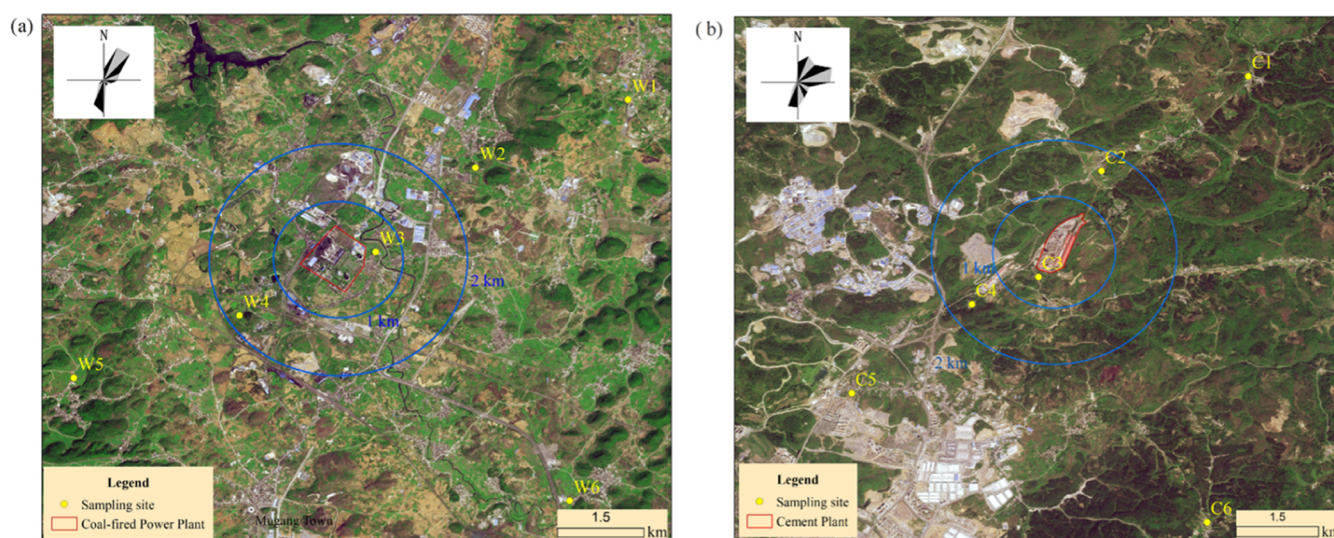 (a)
N
W1
W2
W3
2 km
W4
1 km
W5
W6
Legend
Sampling site
Coal-fired Power Plant
Mugang Town
1.5
km
(b)
N
C1
C2
1 km
C3
C4
2 km
C5
C6
Legend
Sampling site
Cement Plant
1.5
km